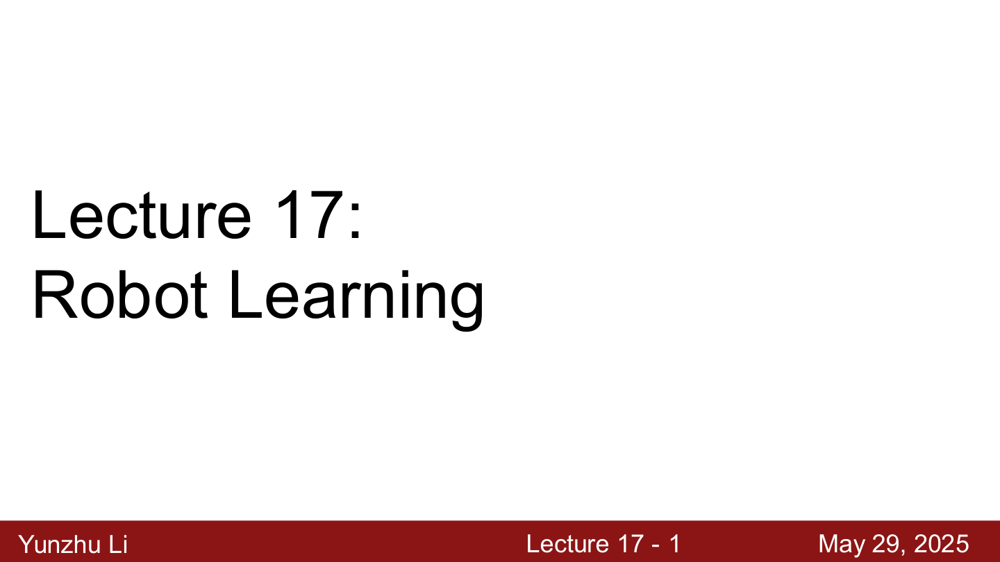 Lecture 17:
Robot Learning
Yunzhu Li
Lecture 17 - 1
May 29, 2025